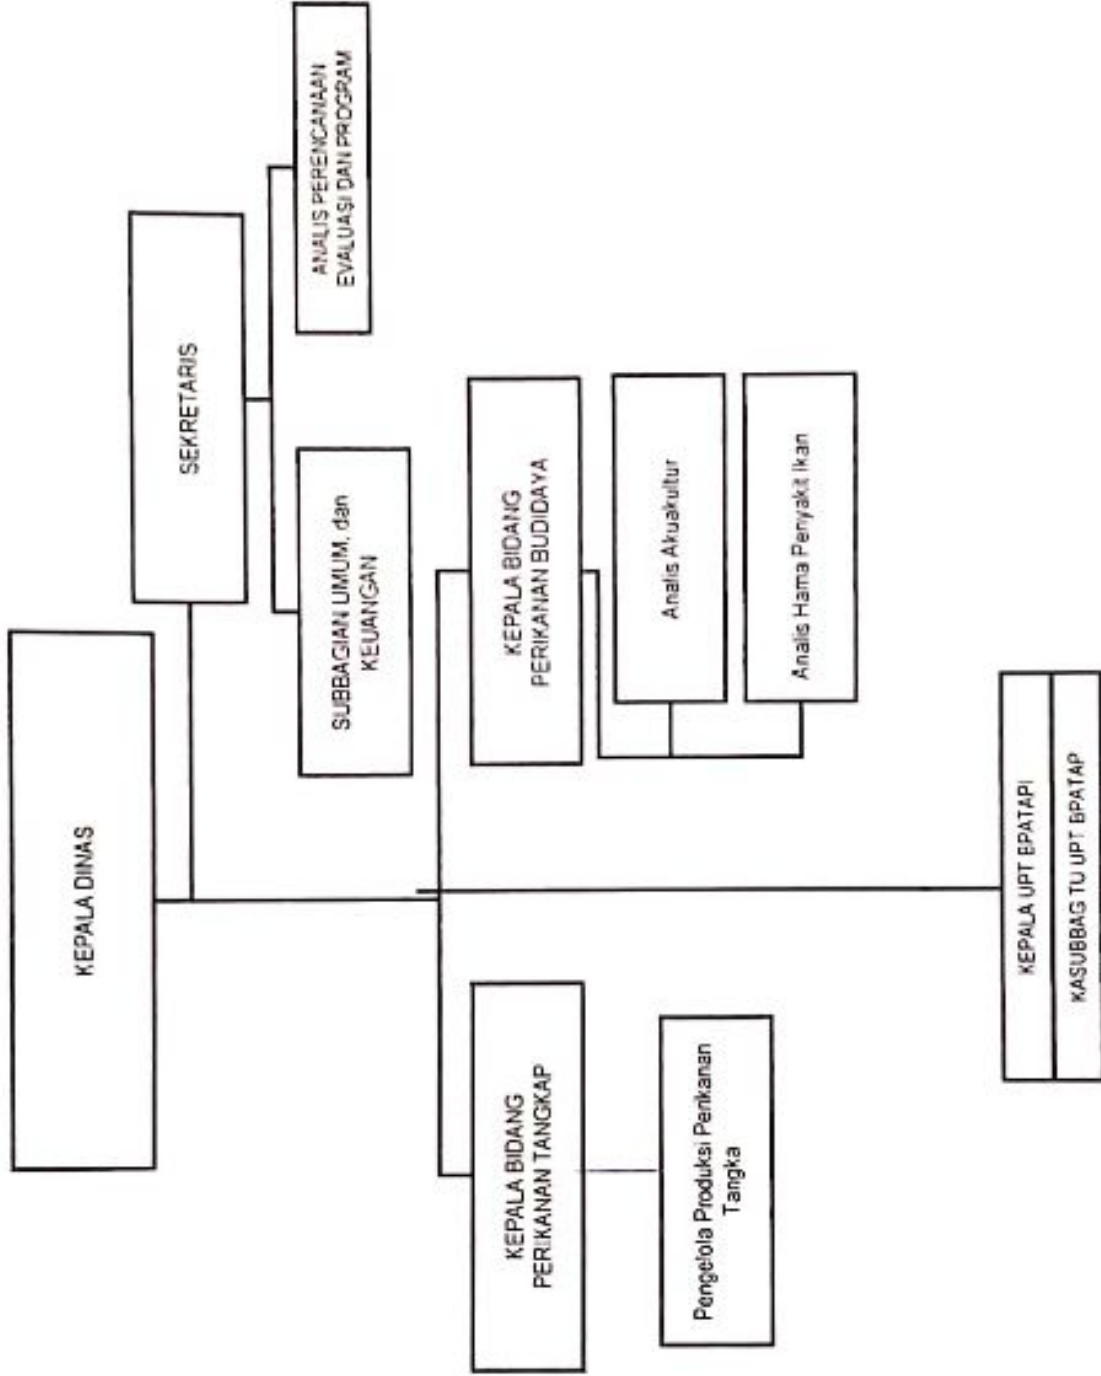 KEPALA DINAS
SEKRETARIS
SUBBAGIAN UMUM, dan
KEUANGAN
ANALIS PERENCANAAN
EVALUASI DAN PROGRAM
KEPALA BIDANG
PERIKANAN TANGKAP
KEPALA BIDANG
PERIKANAN BUDIDAYA
Pengelola Produksi Perikanan
Tangka
Analis Akuakultur
Analis Hama Penyakit Ikan
KEPALA UPT BPATAPI
KASUBBAG TU UPT BPATAP